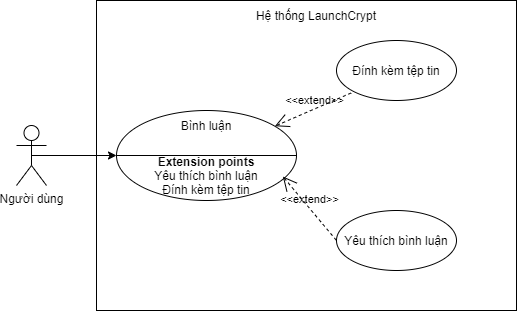 Hệ thống LaunchCrypt
Đính kèm tệp tin
<<extend>>
Bình luận
Extension points
Yêu thích bình luận
Đính kèm tệp tin
Người dùng
<<extend>>
Yêu thích bình luận